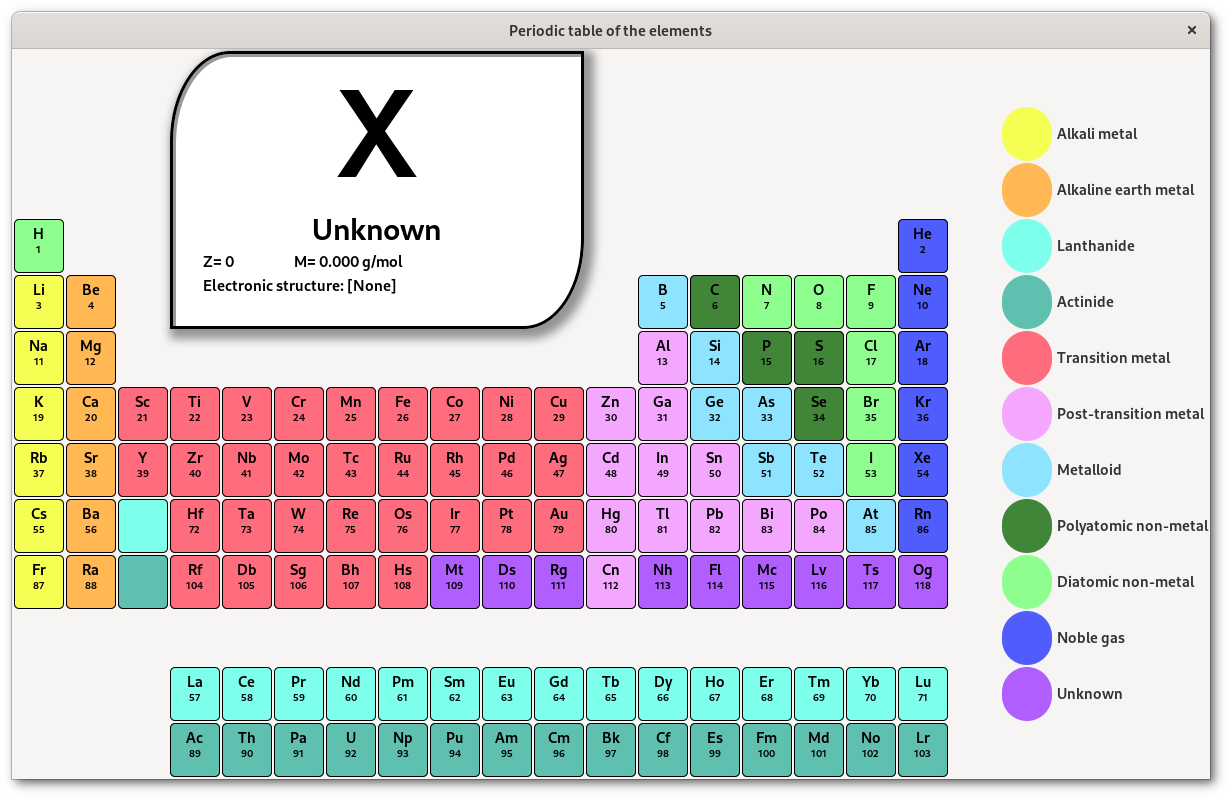 Periodic table of the elements ×
X
Unknown
Z= 0 M= 0.000 g/mol
Electronic structure: [None]
H He
1 2
Li Be B C N O F Ne
3 4 5 6 7 8 9 10
Na Mg Al Si P S Cl Ar
11 12 13 14 15 16 17 18
K Ca Sc Ti V Cr Mn Fe Co Ni Cu Zn Ga Ge As Se Br Kr
19 20 21 22 23 24 25 26 27 28 29 30 31 32 33 34 35 36
Rb Sr Y Zr Nb Mo Tc Ru Rh Pd Ag Cd In Sn Sb Te I Xe
37 38 39 40 41 42 43 44 45 46 47 48 49 50 51 52 53 54
Cs Ba Hf Ta W Re Os Ir Pt Au Hg Tl Pb Bi Po At Rn
55 56 72 73 74 75 76 77 78 79 80 81 82 83 84 85 86
Fr Ra Rf Db Sg Bh Hs Mt Ds Rg Cn Nh Fl Mc Lv Ts Og
87 88 104 105 106 107 108 109 110 111 112 113 114 115 116 117 118
La Ce Pr Nd Pm Sm Eu Gd Tb Dy Ho Er Tm Yb Lu
57 58 59 60 61 62 63 64 65 66 67 68 69 70 71
Ac Th Pa U Np Pu Am Cm Bk Cf Es Fm Md No Lr
89 90 91 92 93 94 95 96 97 98 99 100 101 102 103
Alkali metal
Alkaline earth metal
Lanthanide
Actinide
Transition metal
Post-transition metal
Metalloid
Polyatomic non-metal
Diatomic non-metal
Noble gas
Unknown